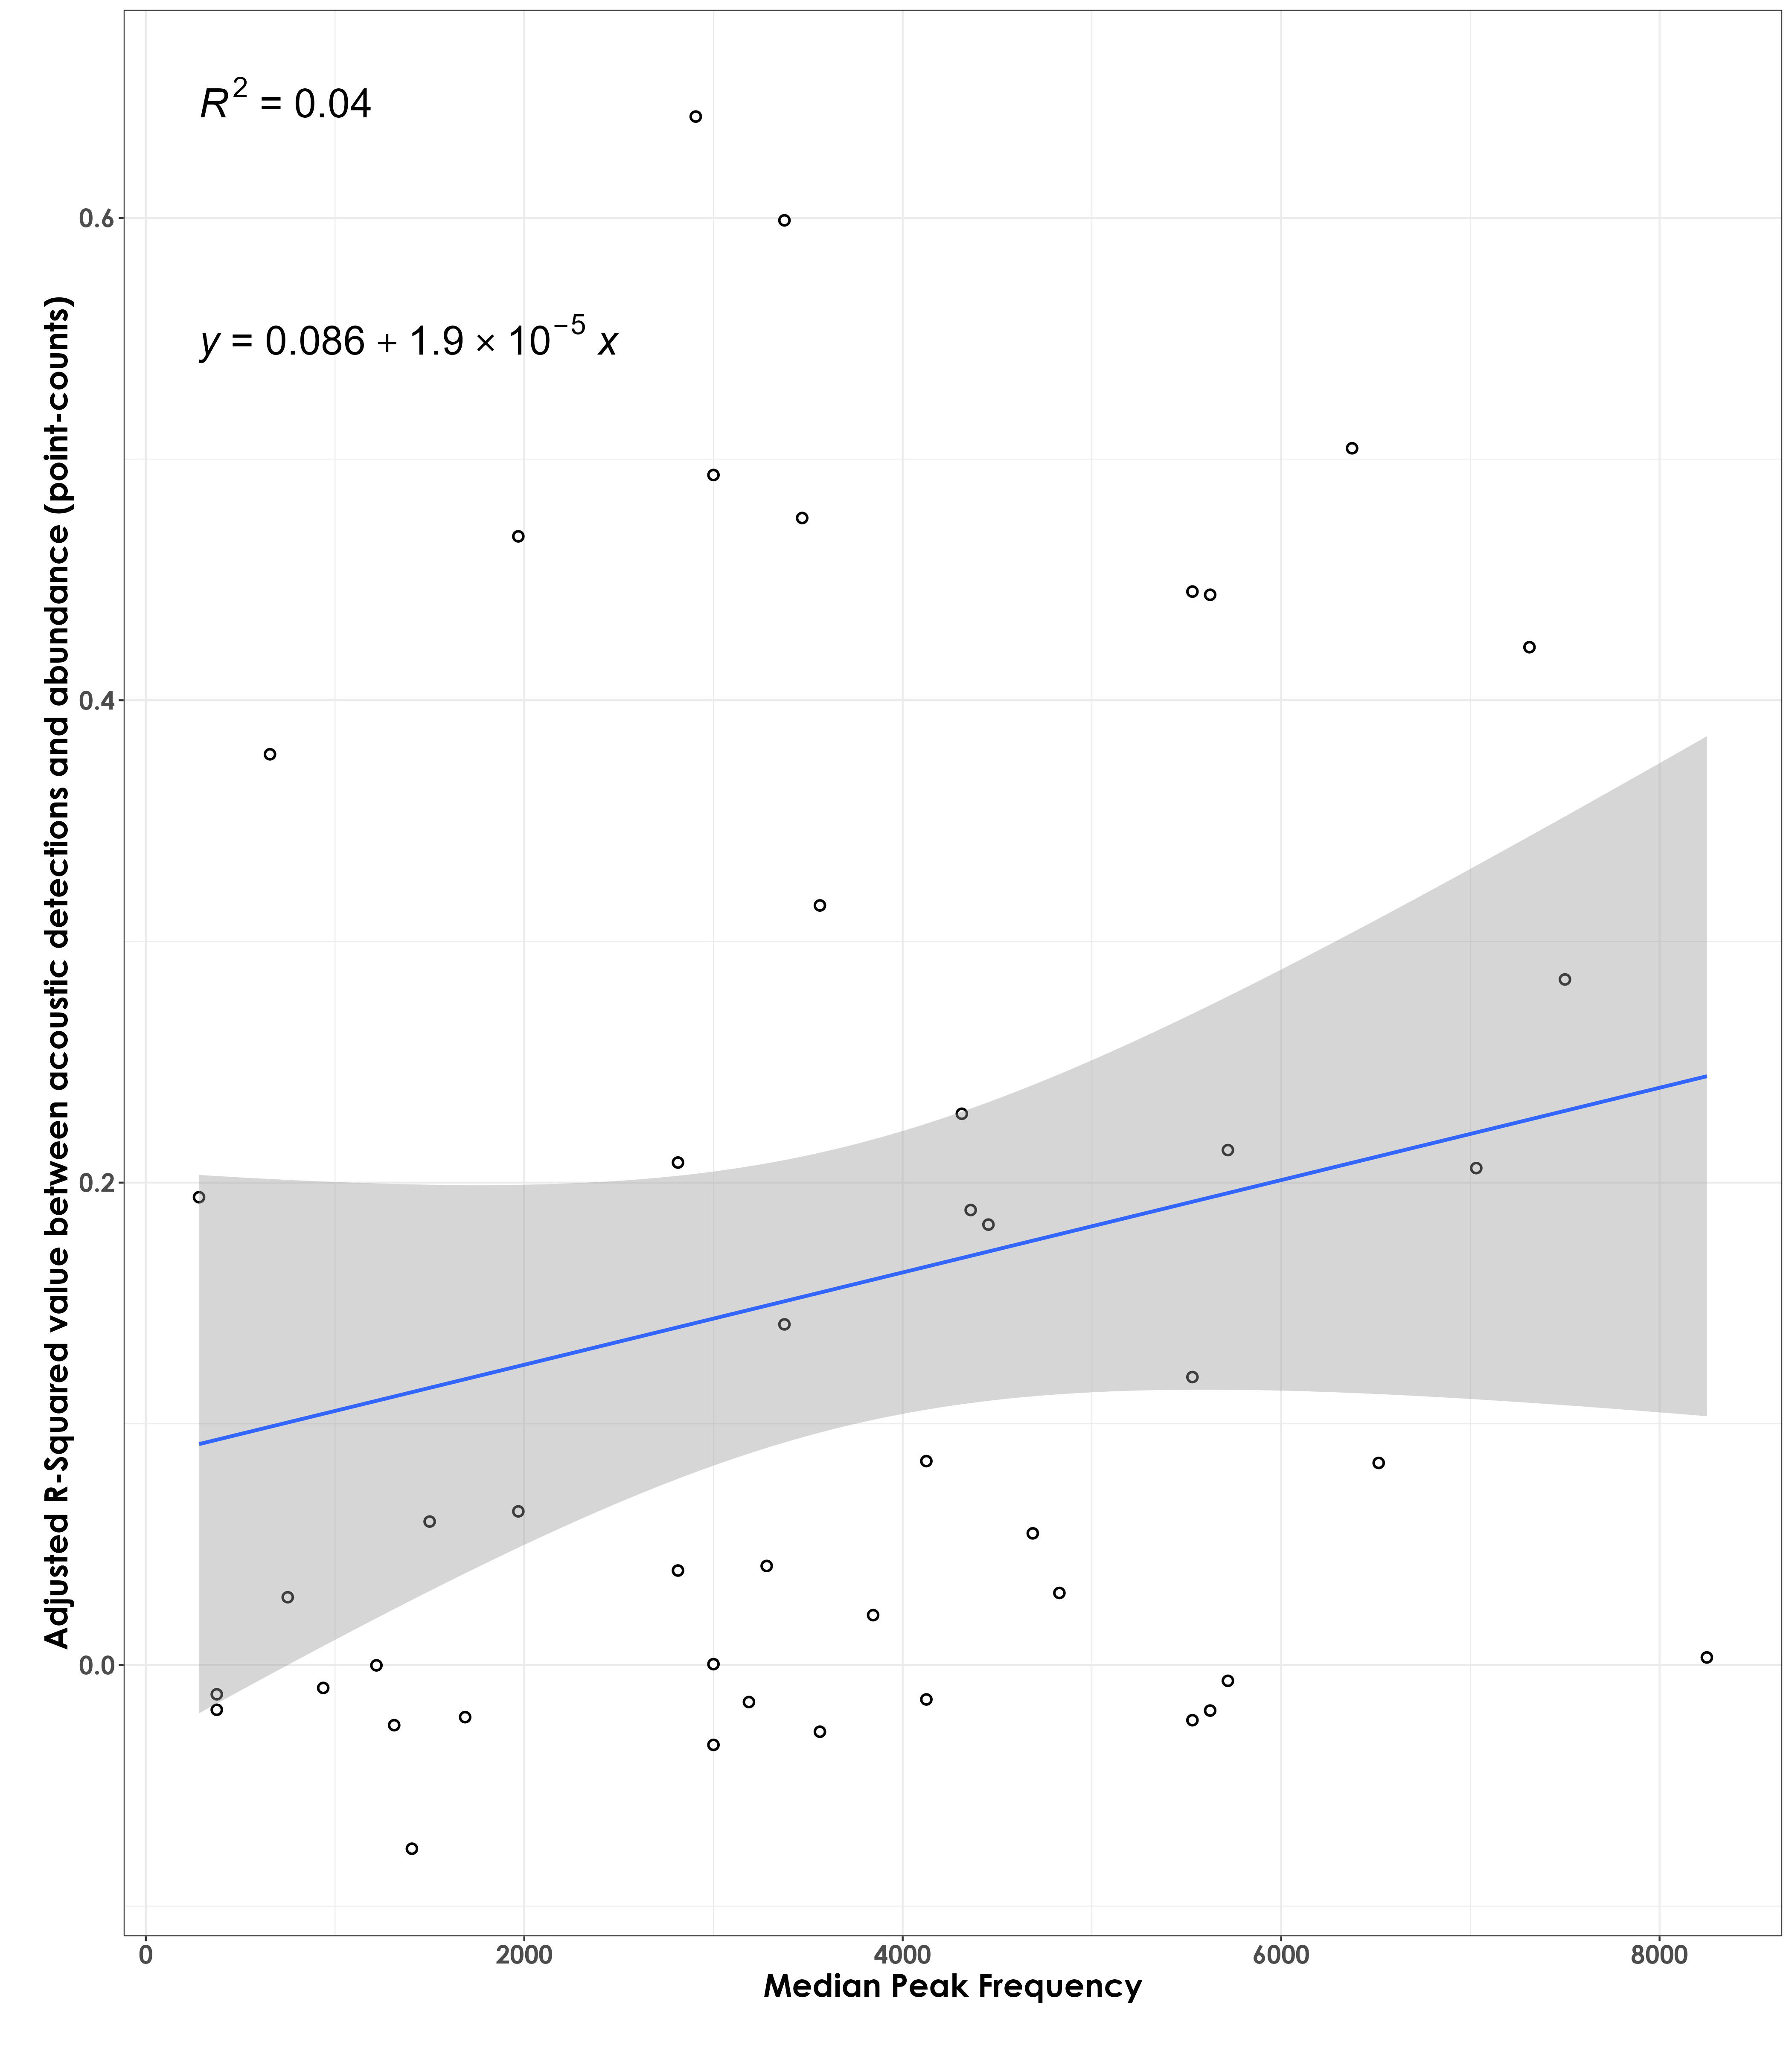 R² = 0.04
y = 0.086 + 1.9 × 10⁻⁵ x
Adjusted R-Squared value between acoustic detections and abundance (point-counts)
0.6
0.4
0.2
0.0
0 2000 4000 6000 8000
Median Peak Frequency